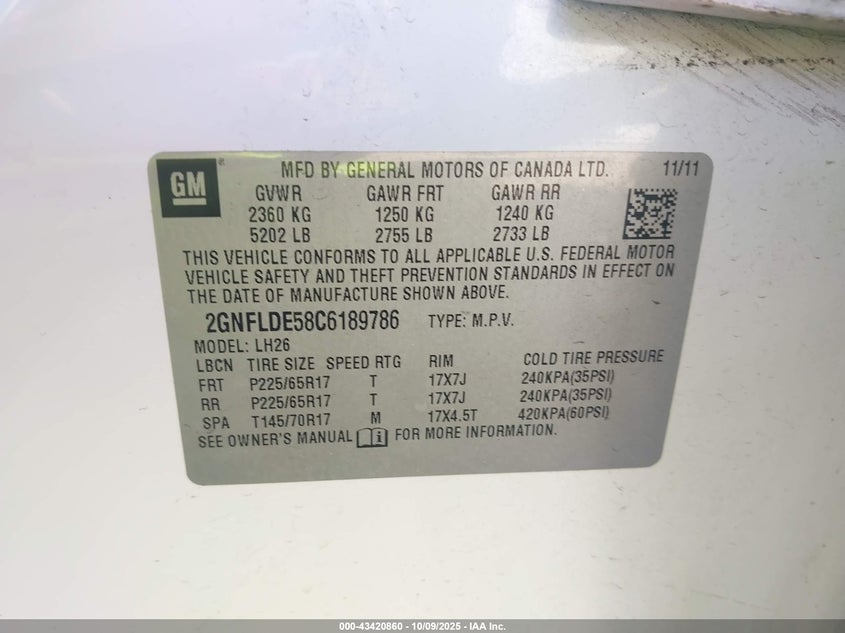 GM
MFD BY GENERAL MOTORS OF CANADA LTD. 11/11
GVWR GAWR FRT GAWR RR
2360 KG 1250 KG 1240 KG
5202 LB 2755 LB 2733 LB
THIS VEHICLE CONFORMS TO ALL APPLICABLE U.S. FEDERAL MOTOR
VEHICLE SAFETY AND THEFT PREVENTION STANDARDS IN EFFECT ON
THE DATE OF MANUFACTURE SHOWN ABOVE.
2GNFLDE58C6189786 TYPE: M.P.V.
MODEL: LH26
LBCN TIRE SIZE SPEED RTG RIM COLD TIRE PRESSURE
FRT P225/65R17 T 17X7J 240KPA(35PSI)
RR P225/65R17 T 17X7J 240KPA(35PSI)
SPA T145/70R17 M 17X4.5T 420KPA(60PSI)
SEE OWNER'S MANUAL FOR MORE INFORMATION.
000-43420860 - 10/09/2025 - IAA Inc.